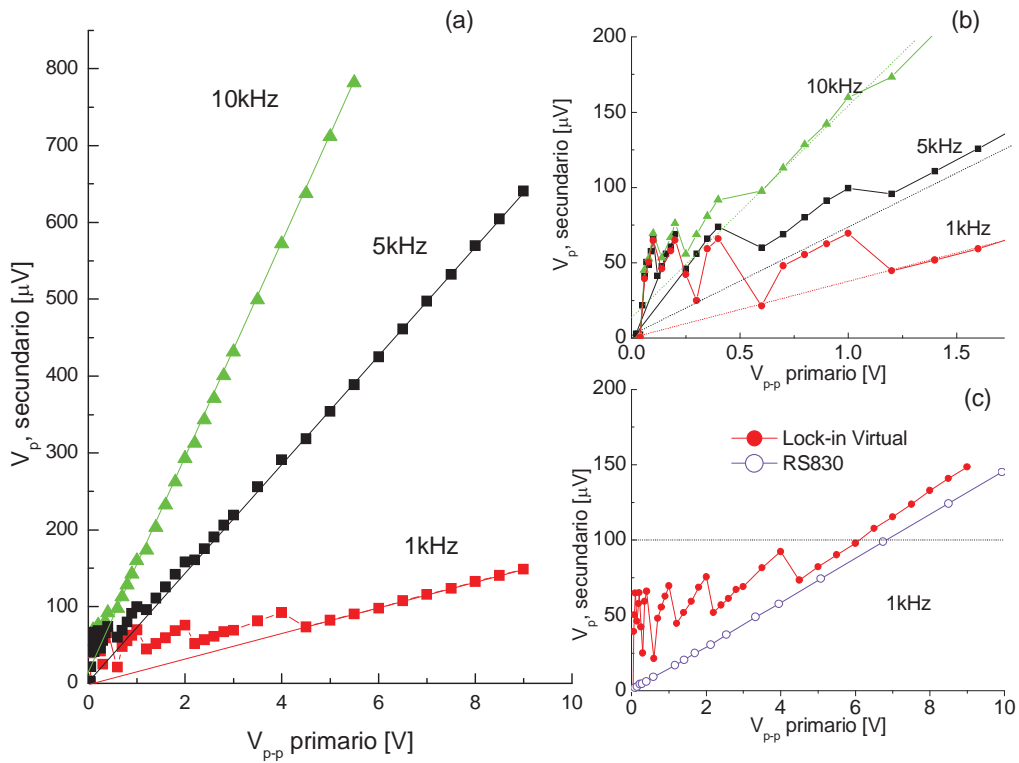 (a)
800
700
600
500
400
300
200
100
0
V_p, secundario [µV]
10kHz
5kHz
1kHz
0 2 4 6 8 10
V_p-p primario [V]
(b)
200
150
100
50
0
V_p, secundario [µV]
10kHz
5kHz
1kHz
0.0 0.5 1.0 1.5
V_p-p primario [V]
(c)
200
150
100
50
0
V_p, secundario [µV]
Lock-in Virtual
RS830
1kHz
0 2 4 6 8 10
V_p-p primario [V]